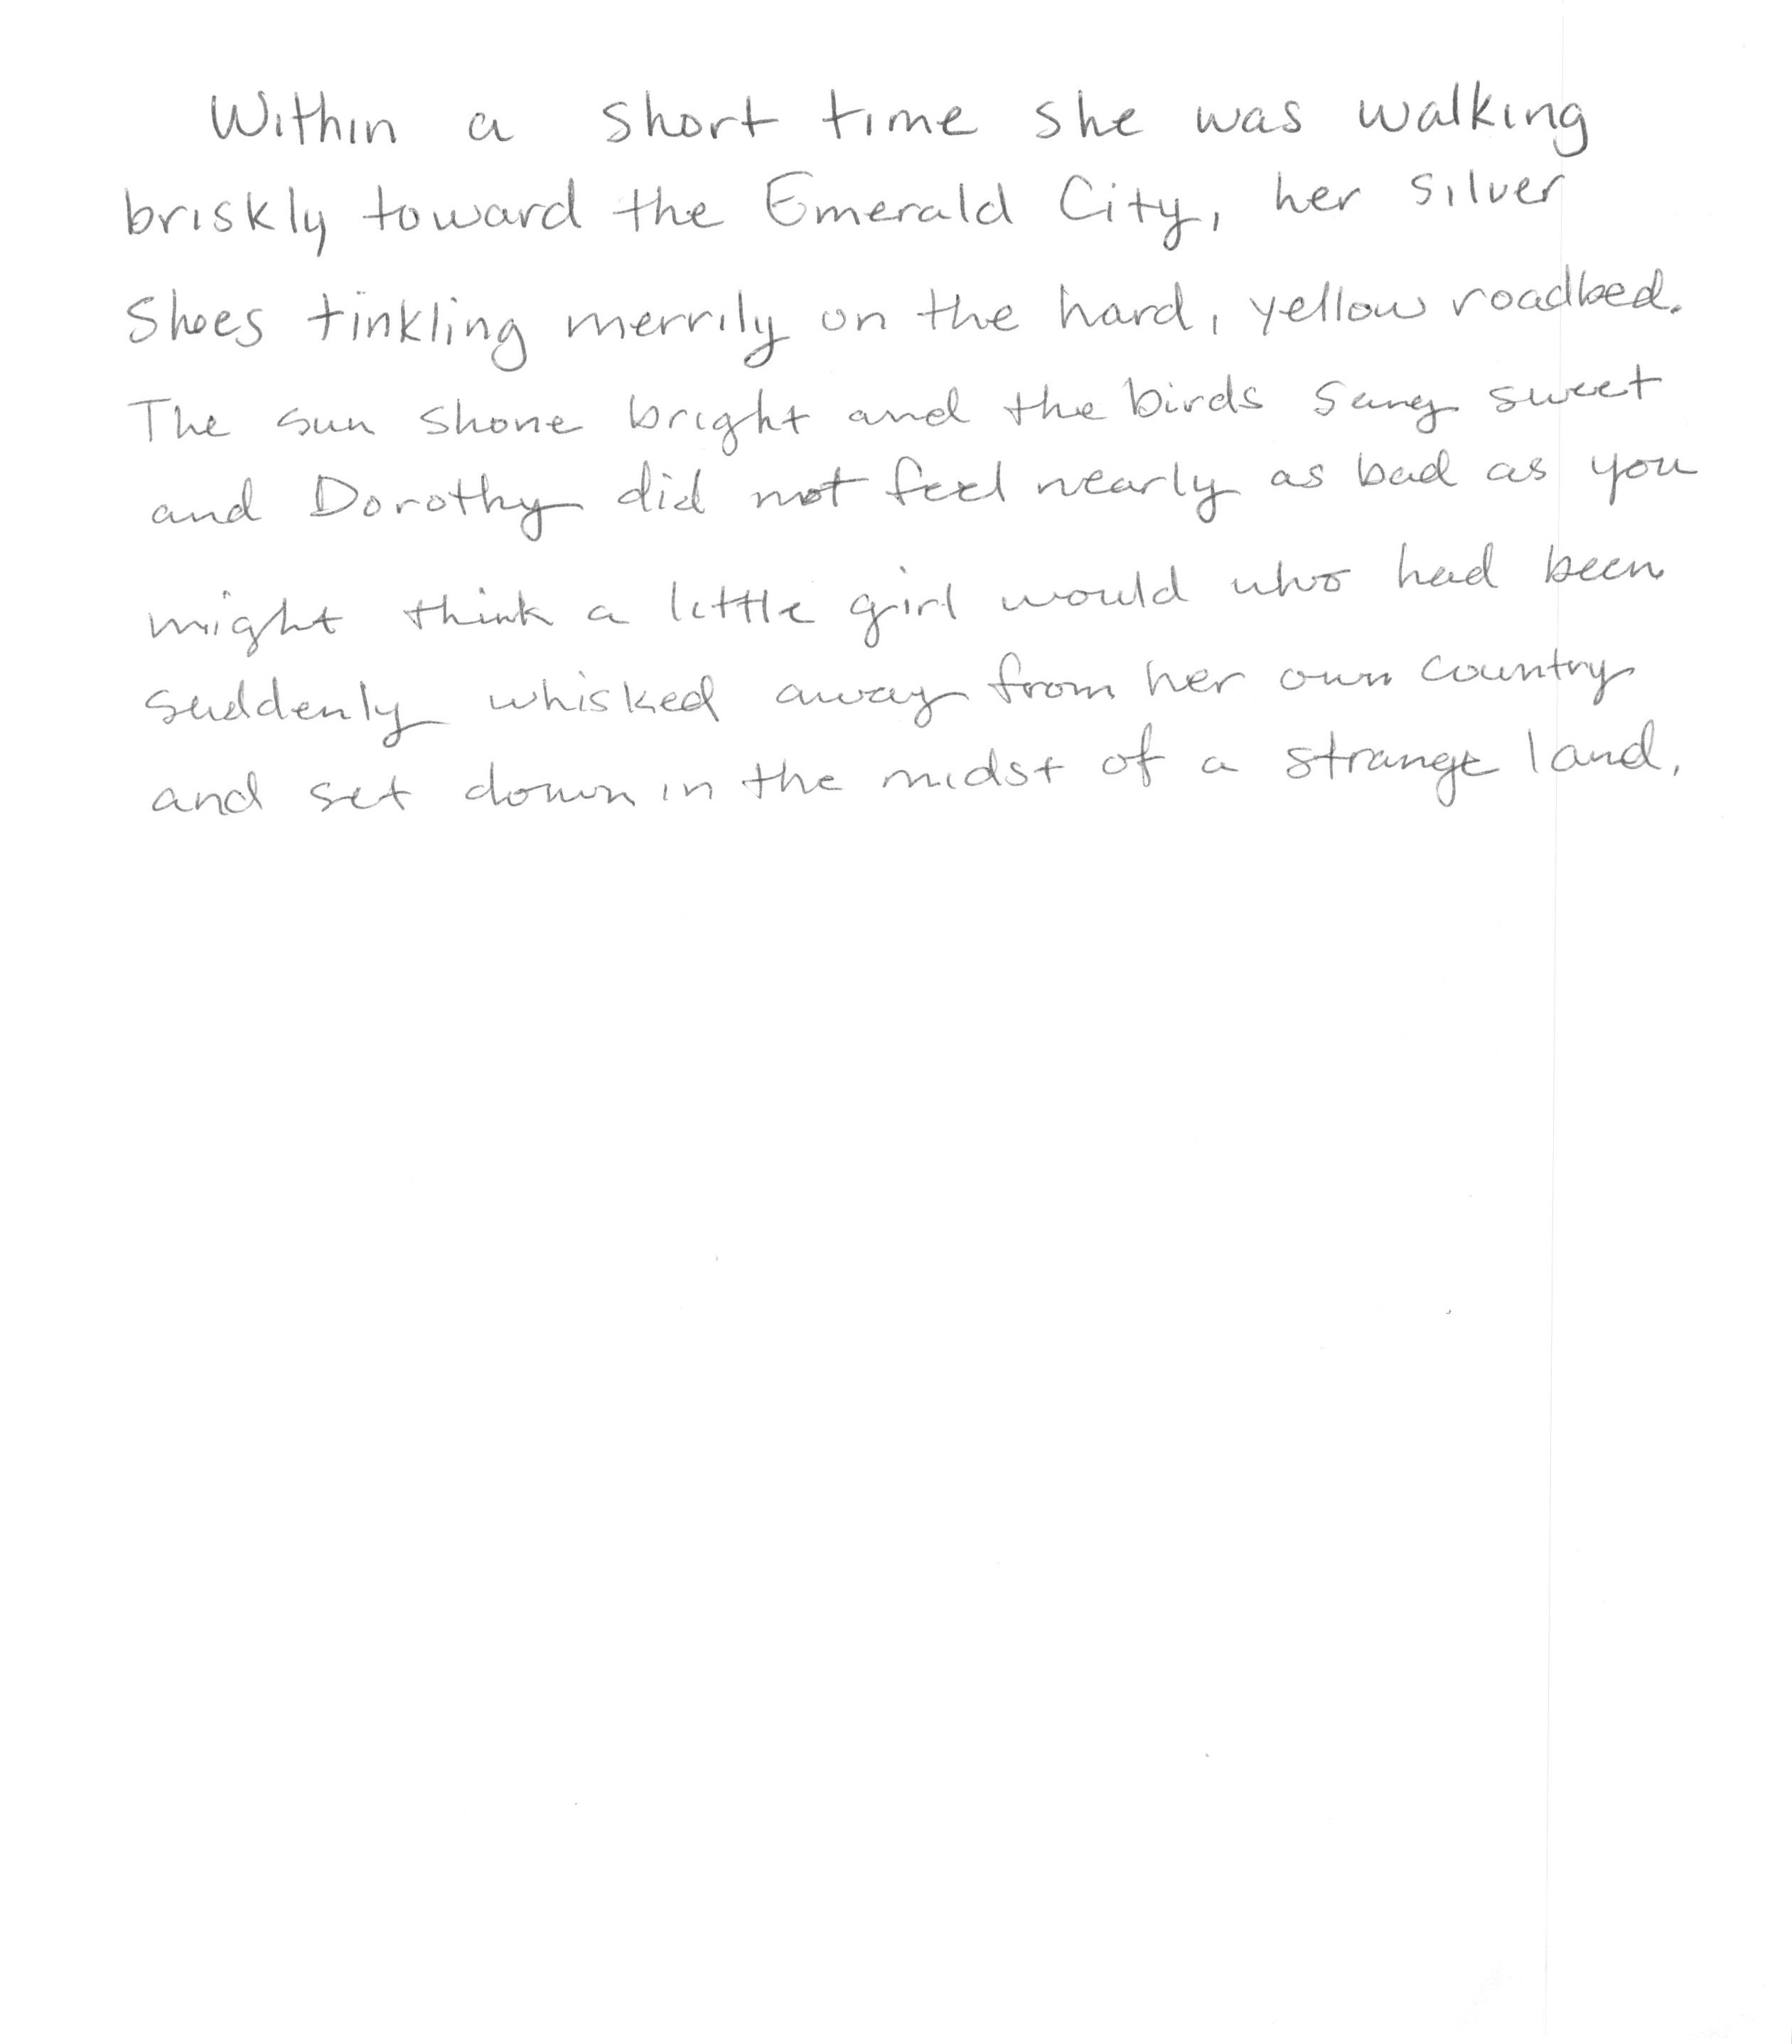 Within a short time she was walking
briskly toward the Emerald City, her silver
Shoes tinkling merrily on the hard, yellow roadbed.
The sun shone bright and the birds sang sweet
and Dorothy did not feel nearly as bad as you
might think a little girl would who had been
suddenly whisked away from her own country
and set down in the midst of a strange land.